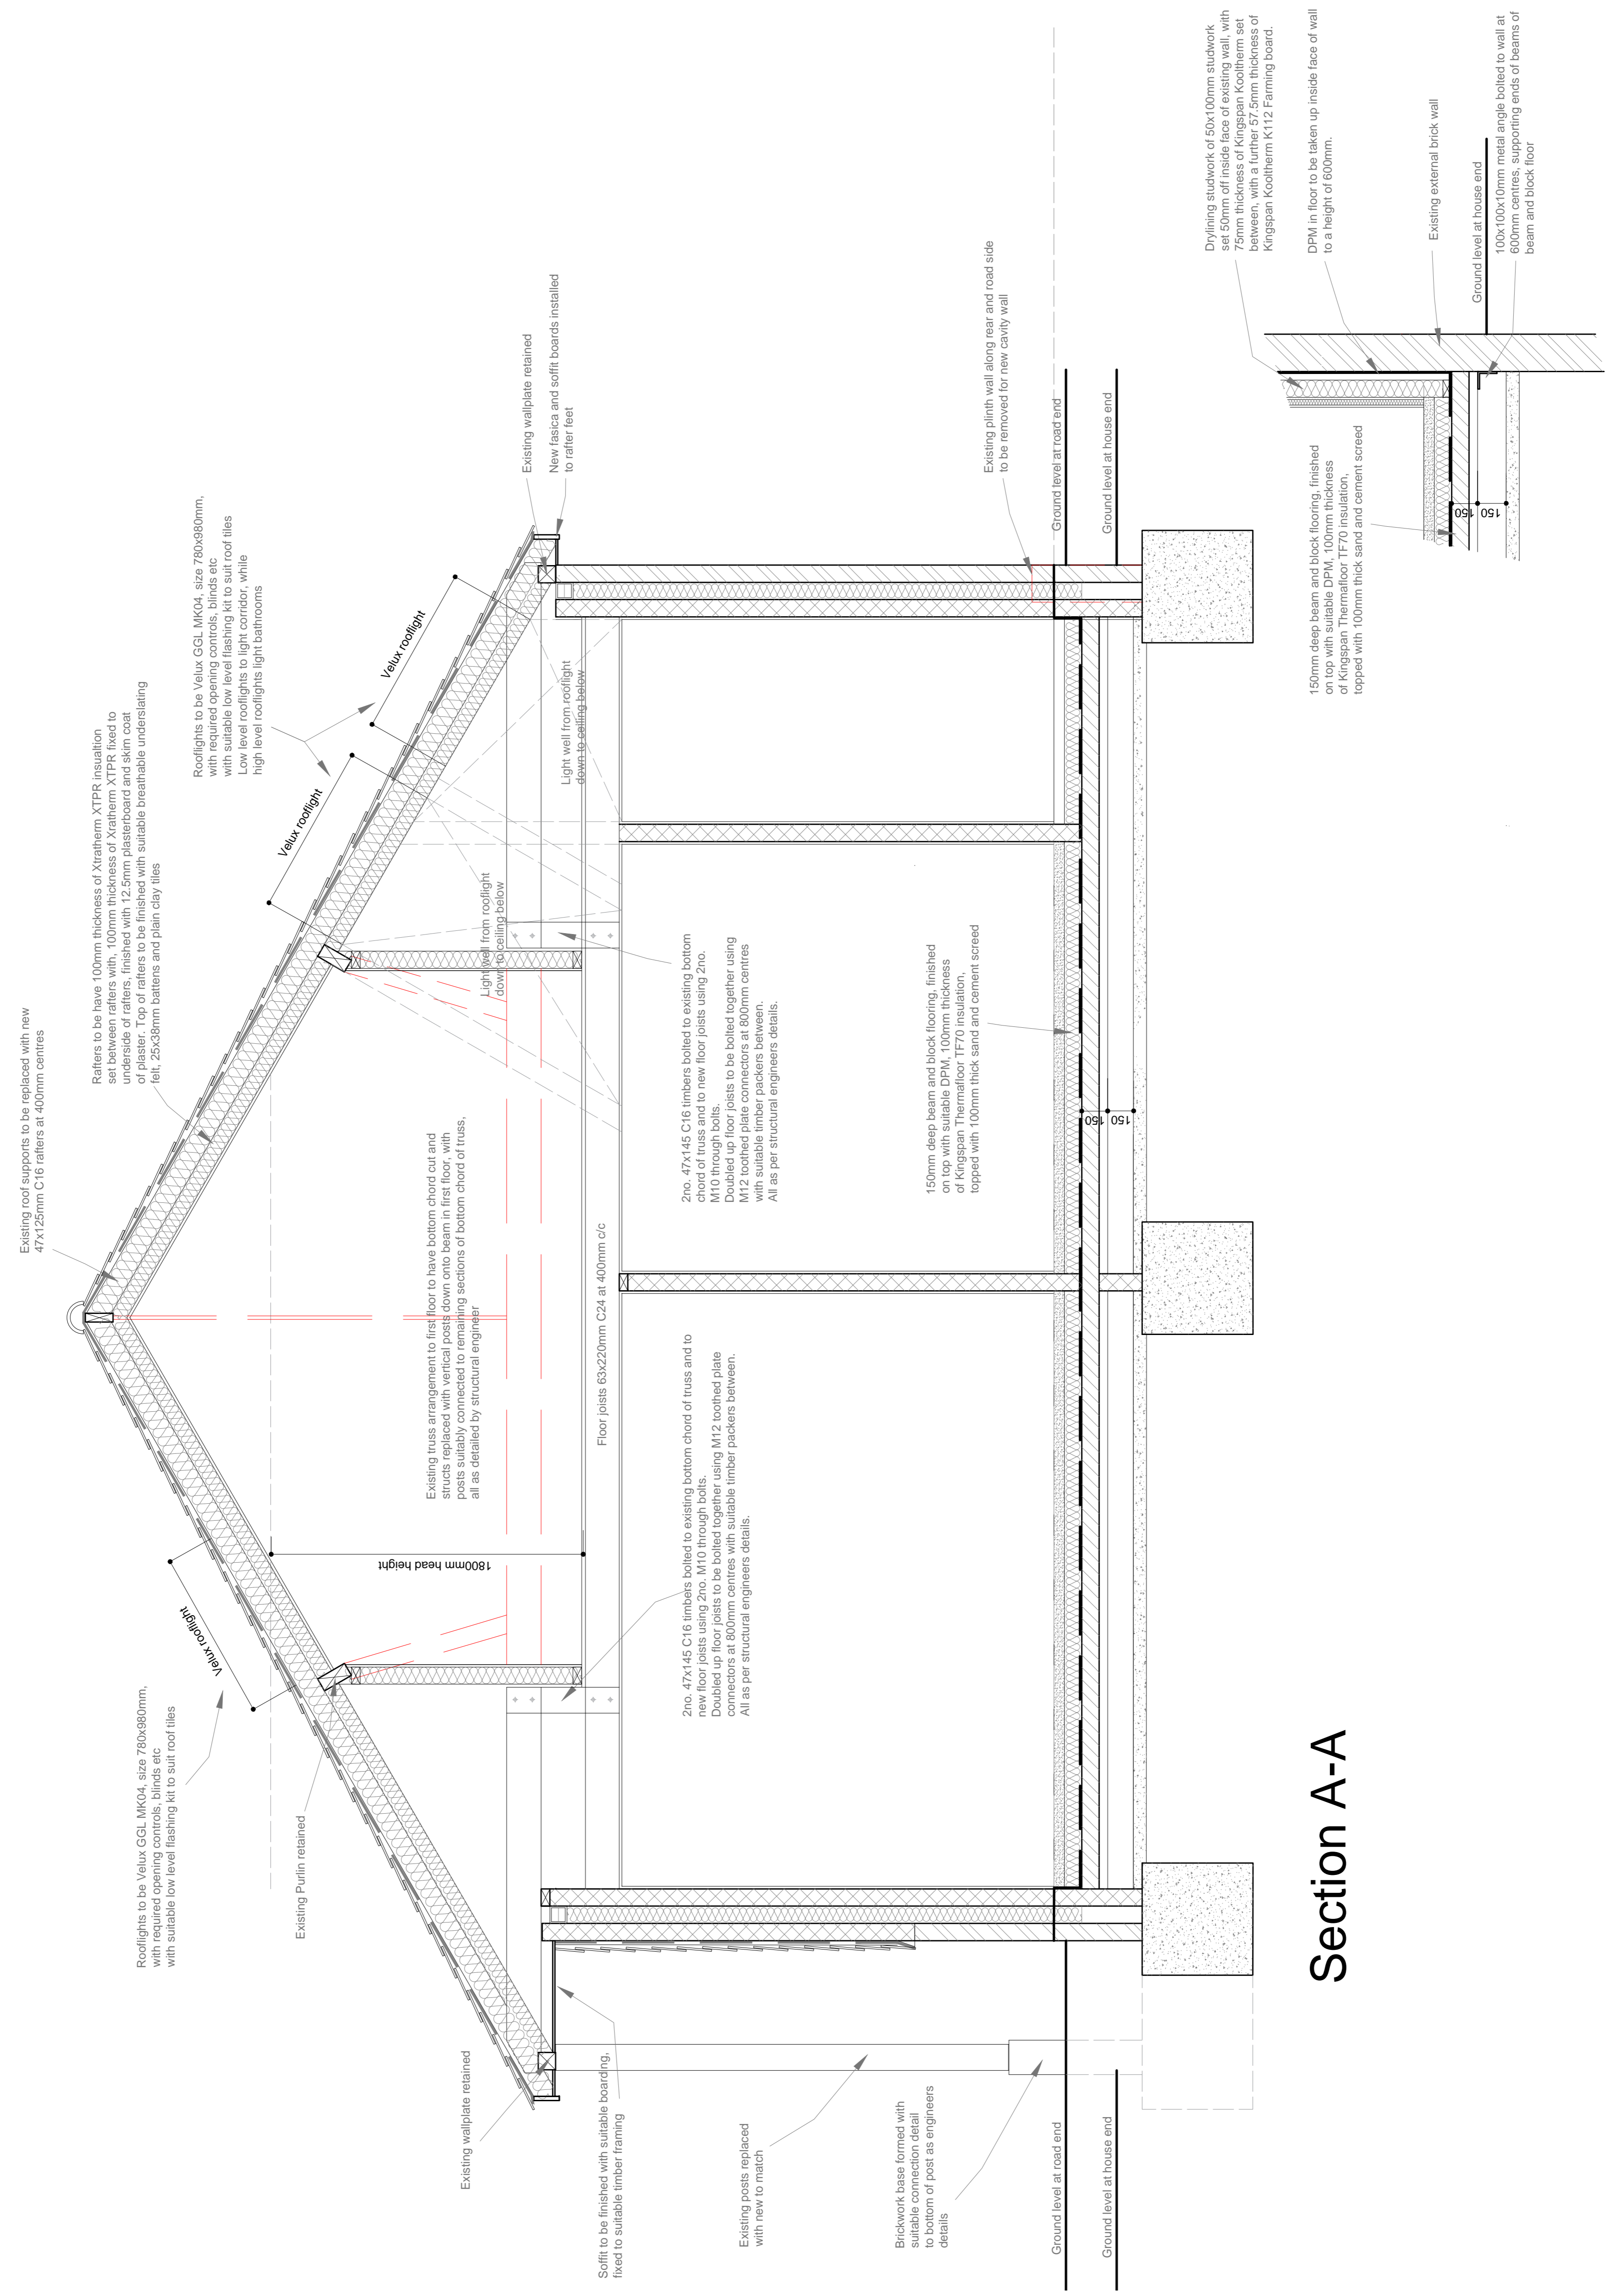 Existing roof supports to be replaced with new
47x125mm C16 rafters at 400mm centres
Rafters to have 100mm thickness of Xtratherm XTPR insualtion
set between rafters with, 100mm thickness of Xratherm XTPR fixed to
underside of rafters, finished with 12.5mm plasterboard and skim coat
of plaster. Top of rafters to be finished with suitable breathable underslating
felt, 25x38mm battens and plain clay tiles
Rooflights to be Velux GGL MK04, size 780x980mm,
with required opening controls, blinds etc
with suitable low level flashing kit to suit roof tiles
Low level rooflights to light corridor, while
high level rooflights light bathrooms
Rooflights to be Velux GGL MK04, size 780x980mm,
with required opening controls, blinds etc
with suitable low level flashing kit to suit roof tiles
Velux rooflight
Velux rooflight
Velux rooflight
Existing Purlin retained
1800mm head height
Existing truss arrangement to first floor to have bottom chord cut and
structs replaced with vertical posts down onto beam in first floor, with
posts suitably connected to remaining sections of bottom chord of truss,
all as detailed by structural engineer
Light well from rooflight
down to ceiling below
Light well from rooflight
down to ceiling below
Existing wallplate retained
New fasica and soffit boards installed
to rafter feet
Existing wallplate retained
Soffit to be finished with suitable boarding,
fixed to suitable timber framing
Floor joists 63x220mm C24 at 400mm c/c
2no. 47x145 C16 timbers bolted to existing bottom chord of truss and to
new floor joists using 2no. M10 through bolts.
Doubled up floor joists to be bolted together using M12 toothed plate
connectors at 800mm centres with suitable timber packers between.
All as per structural engineers details.
2no. 47x145 C16 timbers bolted to existing bottom
chord of truss and to new floor joists using 2no.
M10 through bolts.
Doubled up floor joists to be bolted together using
M12 toothed plate connectors at 800mm centres
with suitable timber packers between.
All as per structural engineers details.
Existing posts replaced
with new to match
Brickwork base formed with
suitable connection detail
to bottom of post as engineers
details
150mm deep beam and block flooring, finished
on top with suitable DPM, 100mm thickness
of Kingspan Thermafloor TF70 insulation,
topped with 100mm thick sand and cement screed
Existing plinth wall along rear and road side
to be removed for new cavity wall
Ground level at road end
Ground level at house end
Ground level at road end
Ground level at house end
150
150
Section A-A
Drylining studwork of 50x100mm studwork
set 50mm off inside face of existing wall, with
75mm thickness of Kingspan Kooltherm set
between, with a further 57.5mm thickness of
Kingspan Kooltherm K112 Farming board.
DPM in floor to be taken up inside face of wall
to a height of 600mm.
Existing external brick wall
Ground level at house end
100x100x10mm metal angle bolted to wall at
600mm centres, supporting ends of beams of
beam and block floor
150mm deep beam and block flooring, finished
on top with suitable DPM, 100mm thickness
of Kingspan Thermafloor TF70 insulation,
topped with 100mm thick sand and cement screed
150
150